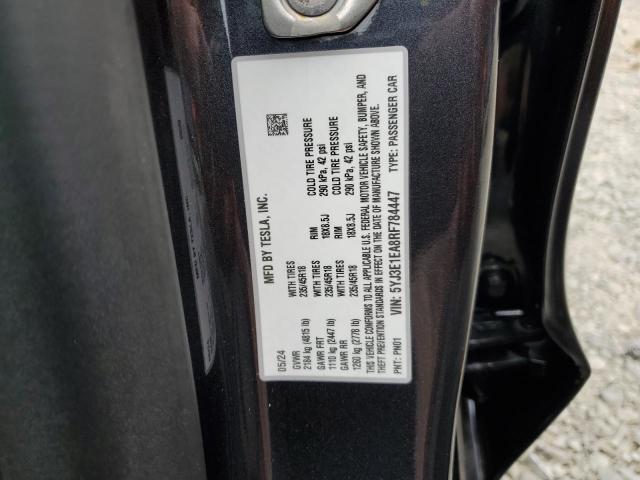 MFD BY TESLA, INC.
05/24
GVWR
2184 kg (4815 lb)
WITH TIRES
235/45R18
GAWR FRT WITH TIRES RIM COLD TIRE PRESSURE
1110 kg (2447 lb) 235/45R18 18X8.5J 290 kPa, 42 psi
GAWR RR WITH TIRES RIM COLD TIRE PRESSURE
1260 kg (2778 lb) 235/45R18 18X8.5J 290 kPa, 42 psi
THIS VEHICLE CONFORMS TO ALL APPLICABLE U.S. FEDERAL MOTOR VEHICLE SAFETY, BUMPER, AND
THEFT PREVENTION STANDARDS IN EFFECT ON THE DATE OF MANUFACTURE SHOWN ABOVE.
VIN: 5YJ3E1EA8RF784447 TYPE: PASSENGER CAR
PNT: PN01